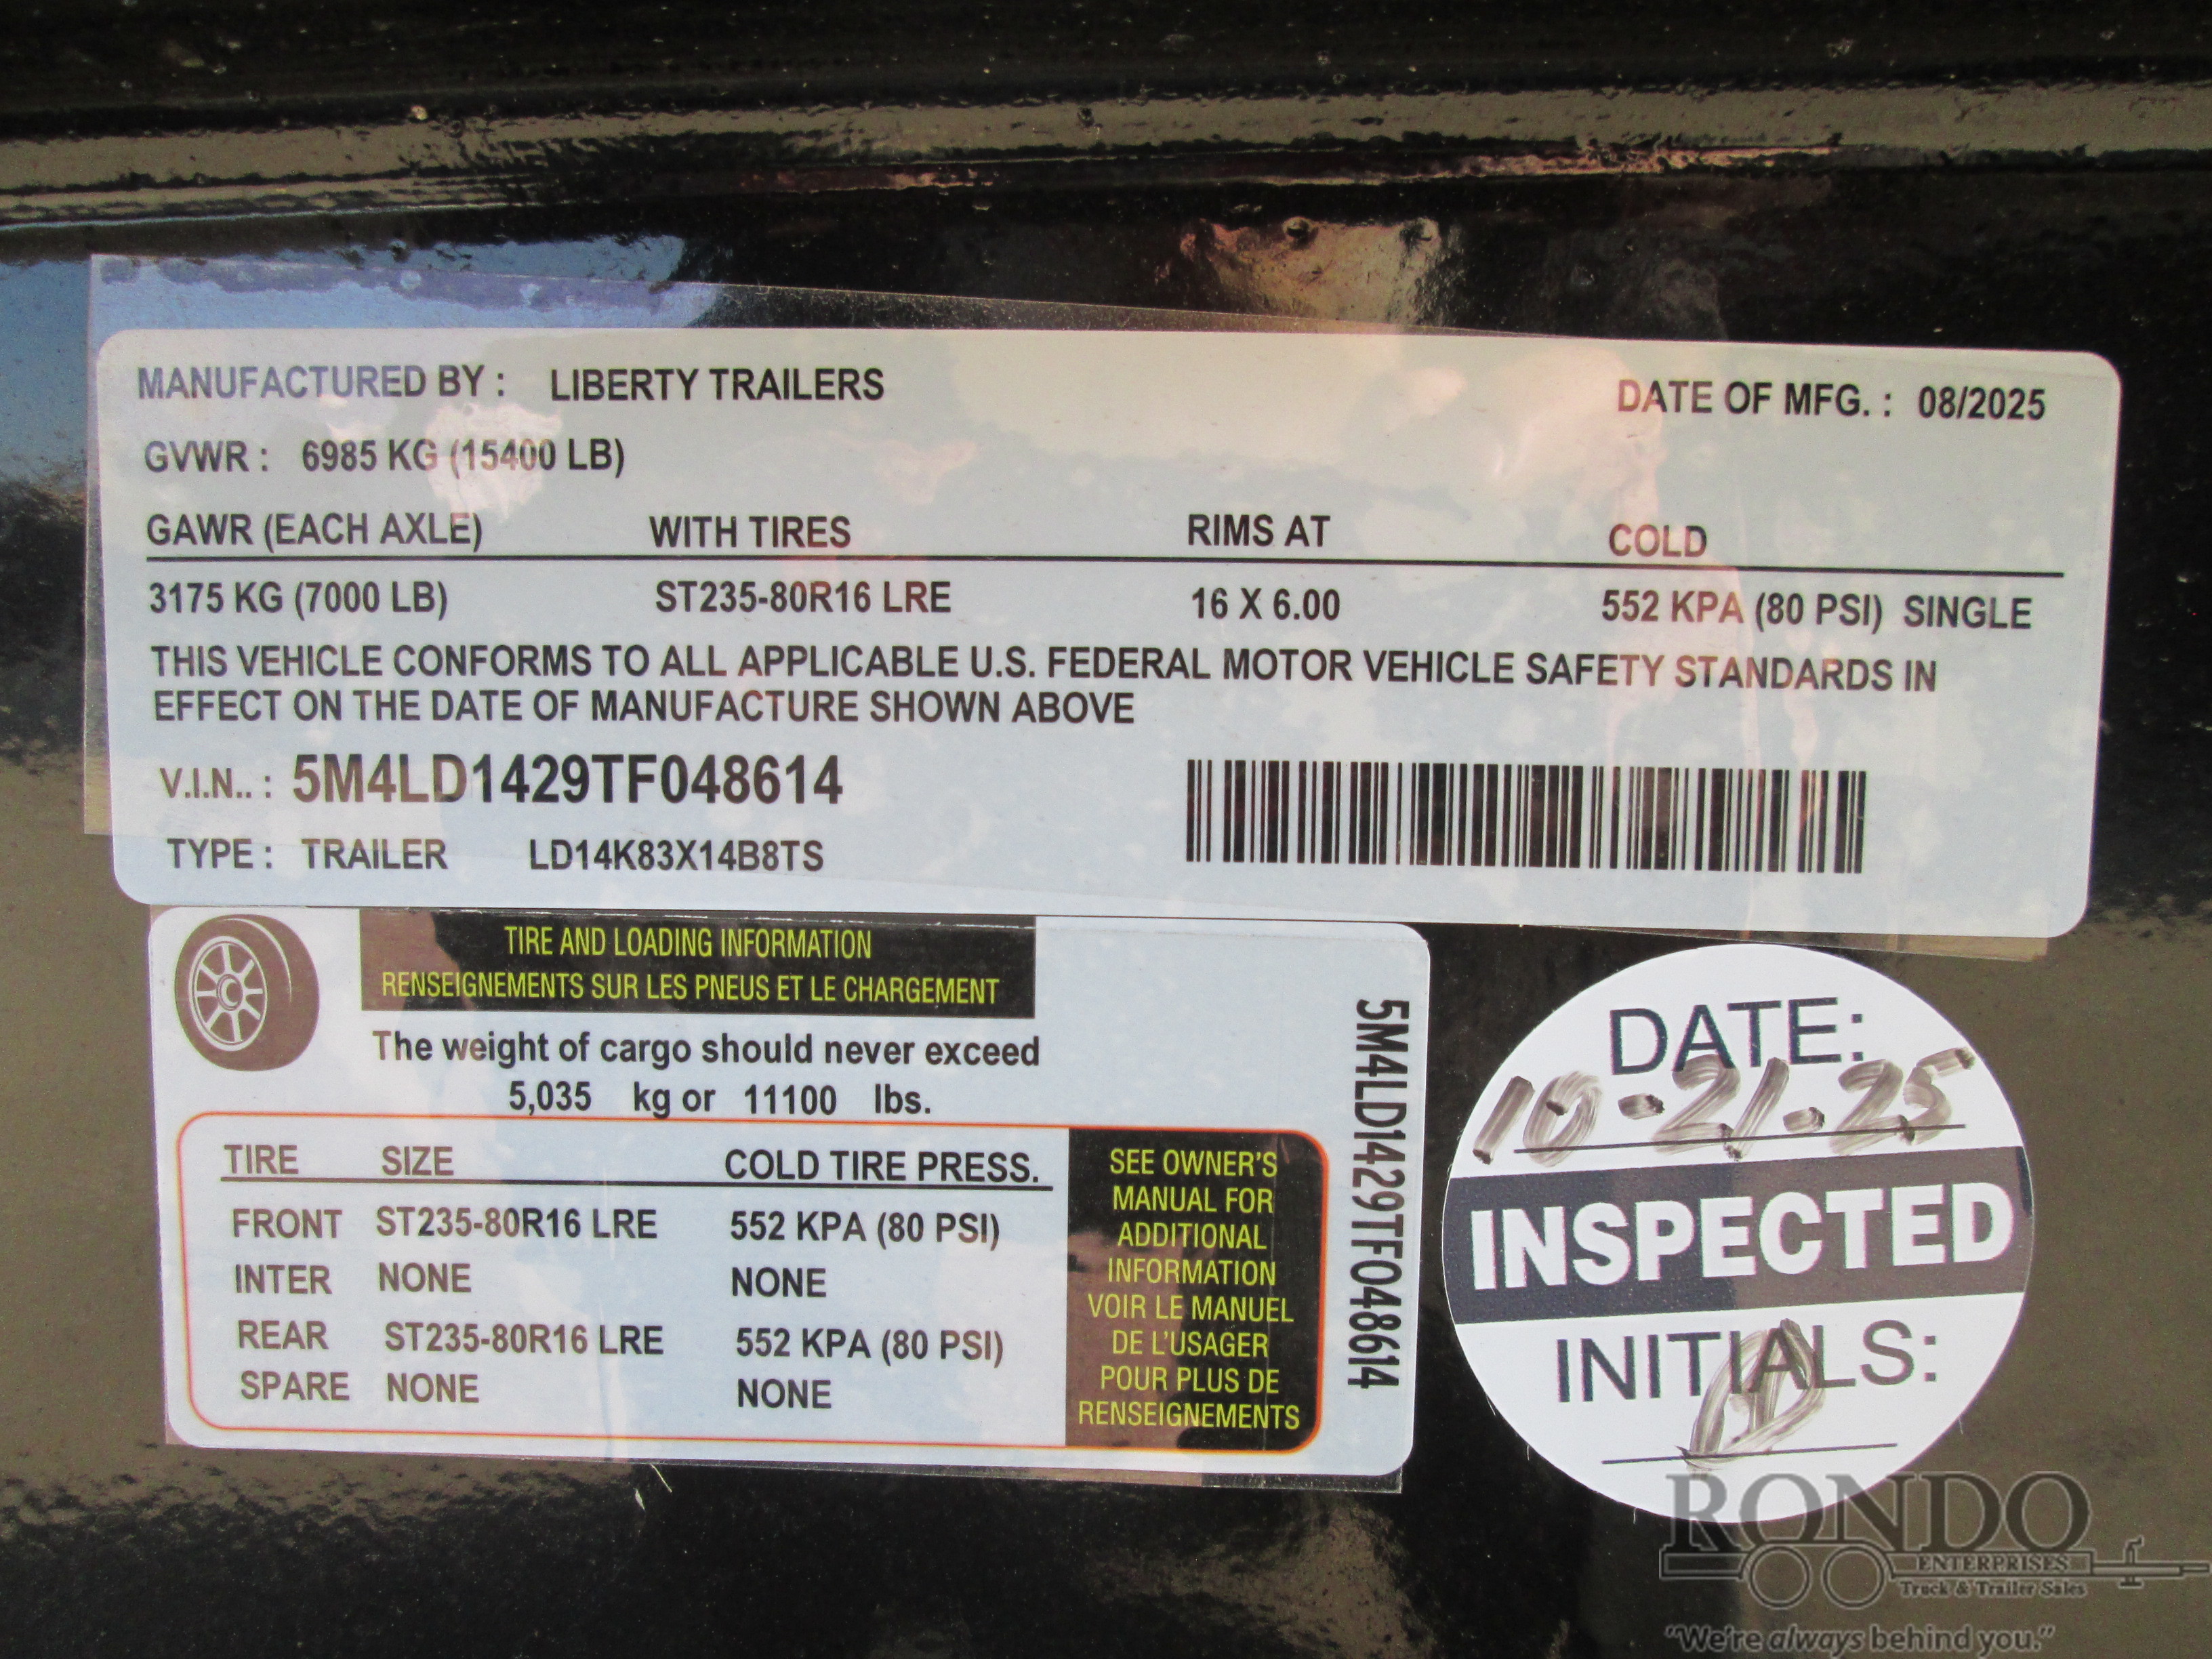 MANUFACTURED BY : LIBERTY TRAILERS DATE OF MFG. : 08/2025
GVWR : 6985 KG (15400 LB)
GAWR (EACH AXLE) WITH TIRES RIMS AT COLD
3175 KG (7000 LB) ST235-80R16 LRE 16 X 6.00 552 KPA (80 PSI) SINGLE
THIS VEHICLE CONFORMS TO ALL APPLICABLE U.S. FEDERAL MOTOR VEHICLE SAFETY STANDARDS IN
EFFECT ON THE DATE OF MANUFACTURE SHOWN ABOVE
V.I.N.. : 5M4LD1429TF048614
TYPE : TRAILER LD14K83X14B8TS
TIRE AND LOADING INFORMATION
RENSEIGNEMENTS SUR LES PNEUS ET LE CHARGEMENT
The weight of cargo should never exceed
5,035 kg or 11100 lbs.
TIRE SIZE COLD TIRE PRESS.
FRONT ST235-80R16 LRE 552 KPA (80 PSI)
INTER NONE NONE
REAR ST235-80R16 LRE 552 KPA (80 PSI)
SPARE NONE NONE
SEE OWNER'S
MANUAL FOR
ADDITIONAL
INFORMATION
VOIR LE MANUEL
DE L'USAGER
POUR PLUS DE
RENSEIGNEMENTS
5M4LD1429TF048614
DATE:
10-21-25
INSPECTED
INITIALS:
RONDO
ENTERPRISES
Truck & Trailer Sales
"We're always behind you."